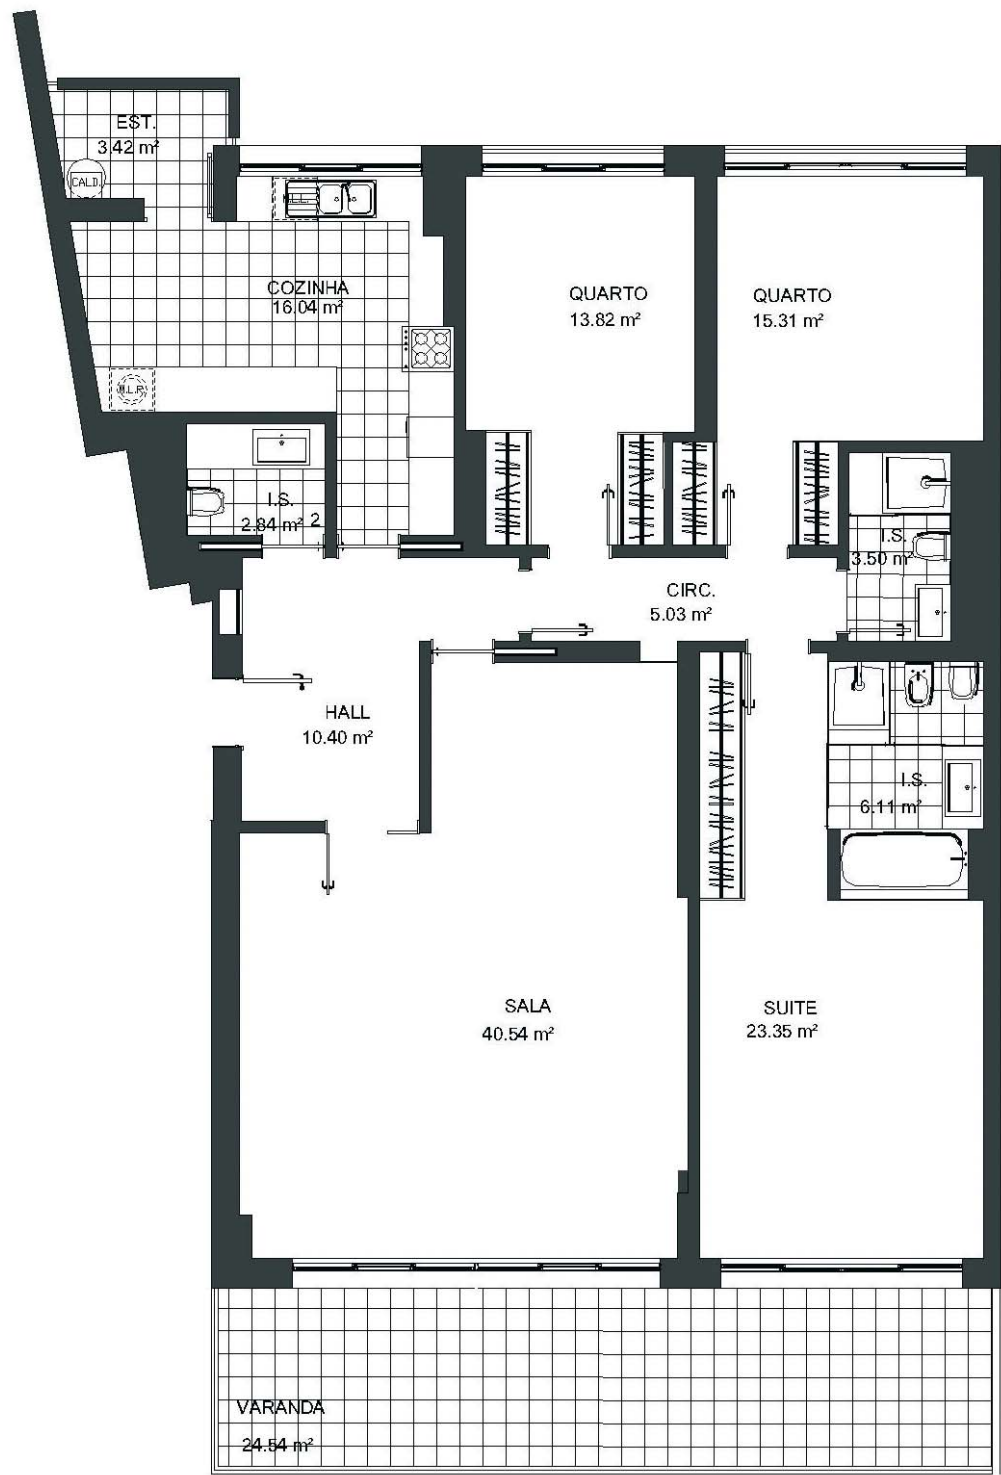 EST.
3.42 m²
CALD.
COZINHA
16.04 m²
QUARTO
13.82 m²
QUARTO
15.31 m²
I.S.
2.84 m² 2
I.S.
3.50 m²
CIRC.
5.03 m²
HALL
10.40 m²
I.S.
6.11 m²
SALA
40.54 m²
SUITE
23.35 m²
VARANDA
24.54 m²